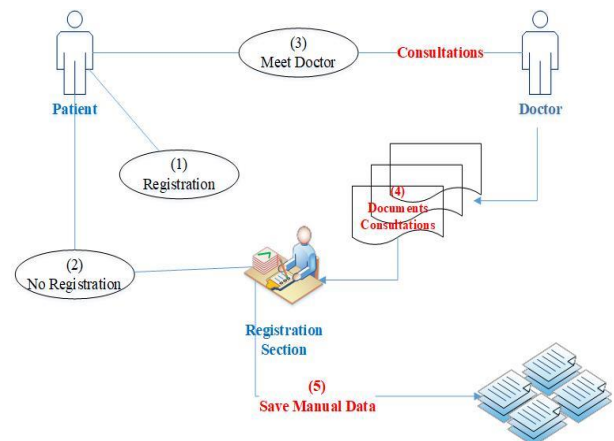 (3)
Meet Doctor
Consultations
Patient
Doctor
(1)
Registration
(4)
Documents
Consultations
(2)
No Registration
Registration
Section
(5)
Save Manual Data